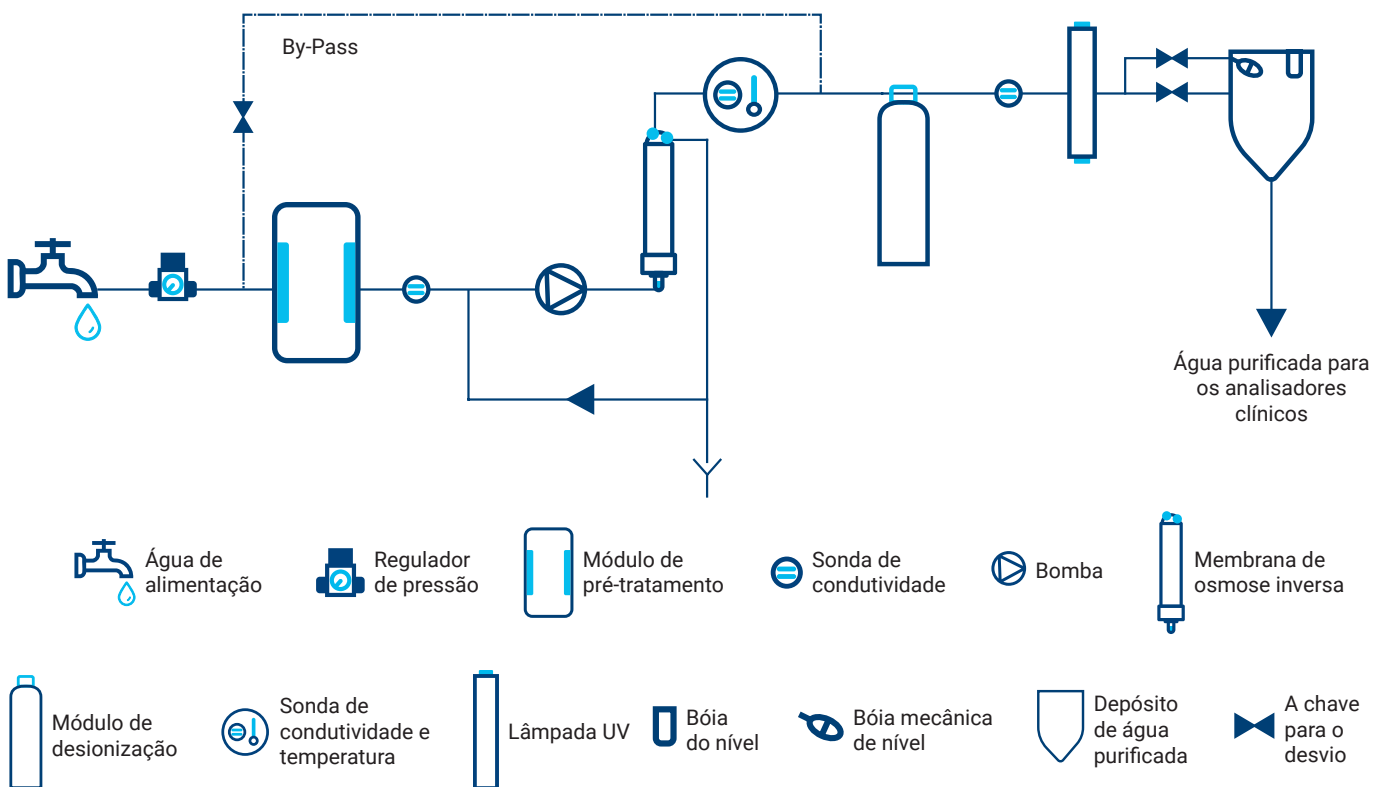 By-Pass
Água purificada para
os analisadores
clínicos
Água de
alimentação
Regulador
de pressão
Módulo de
pré-tratamento
Sonda de
condutividade
Bomba
Membrana de
osmose inversa
Módulo de
desionização
Sonda de
condutividade e
temperatura
Lâmpada UV
Bóia
do nível
Bóia mecânica
de nível
Depósito
de água
purificada
A chave
para o
desvio